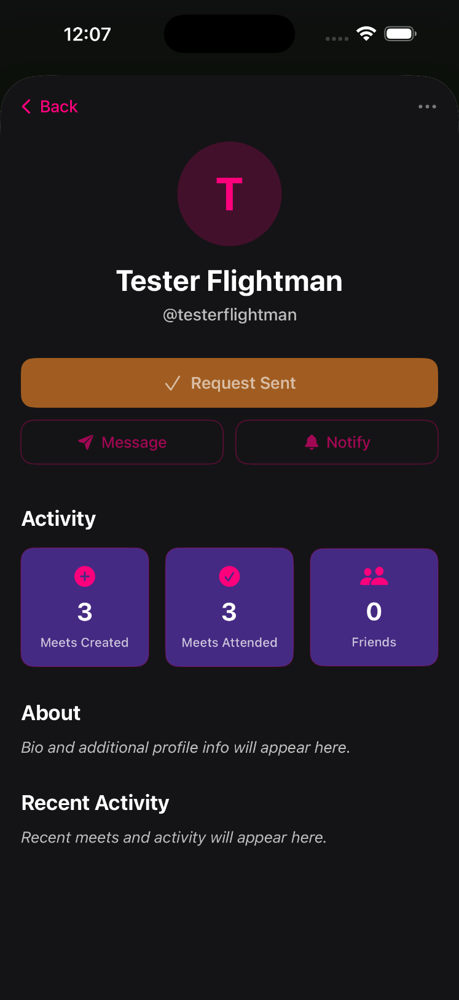 12:07
Back
T
Tester Flightman
@testerflightman
Request Sent
Message Notify
Activity
3 3 0
Meets Created Meets Attended Friends
About
Bio and additional profile info will appear here.
Recent Activity
Recent meets and activity will appear here.